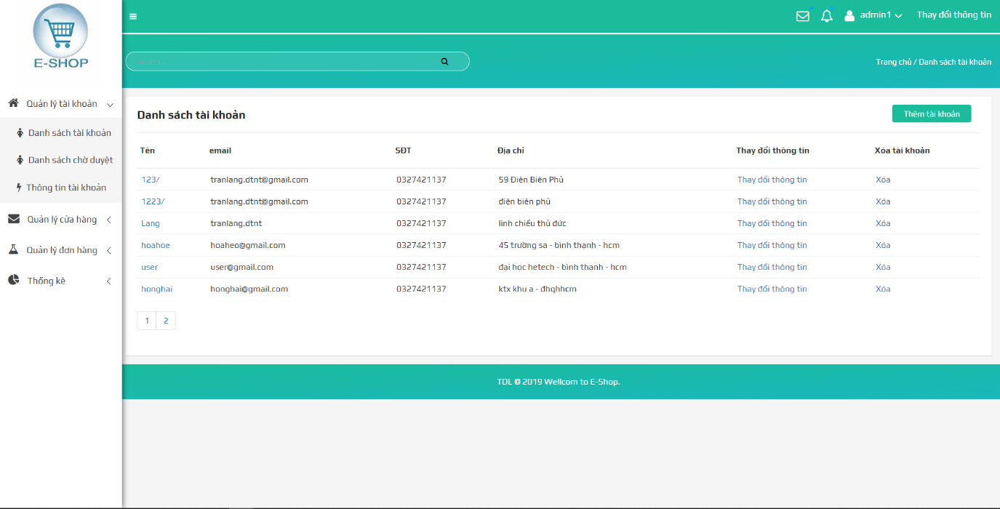 E-SHOP
admin1
Thay đổi thông tin
Trang chủ / Danh sách tài khoản
Quản lý tài khoản
Danh sách tài khoản
Danh sách chờ duyệt
Thông tin tài khoản
Quản lý cửa hàng
Quản lý đơn hàng
Thống kê
Danh sách tài khoản
Thêm tài khoản
Tên email SĐT Địa chỉ Thay đổi thông tin Xóa tài khoản
123/ tranlang.dtnt@gmail.com 0327421137 59 Điện Biên Phủ Thay đổi thông tin Xóa
1223/ tranlang.dtnt@gmail.com 0327421137 điện biên phủ Thay đổi thông tin Xóa
Lang tranlang.dtnt 0327421137 linh chiểu thủ đức Thay đổi thông tin Xóa
hoahoe hoaheo@gmail.com 0327421137 45 trường sa - bình thạnh - hcm Thay đổi thông tin Xóa
user user@gmail.com 0327421137 đại học hetech - bình thạnh - hcm Thay đổi thông tin Xóa
honghai honghai@gmail.com 0327421137 ktx khu a - đhqhhcm Thay đổi thông tin Xóa
1 2
TDL © 2019 Wellcom to E-Shop.